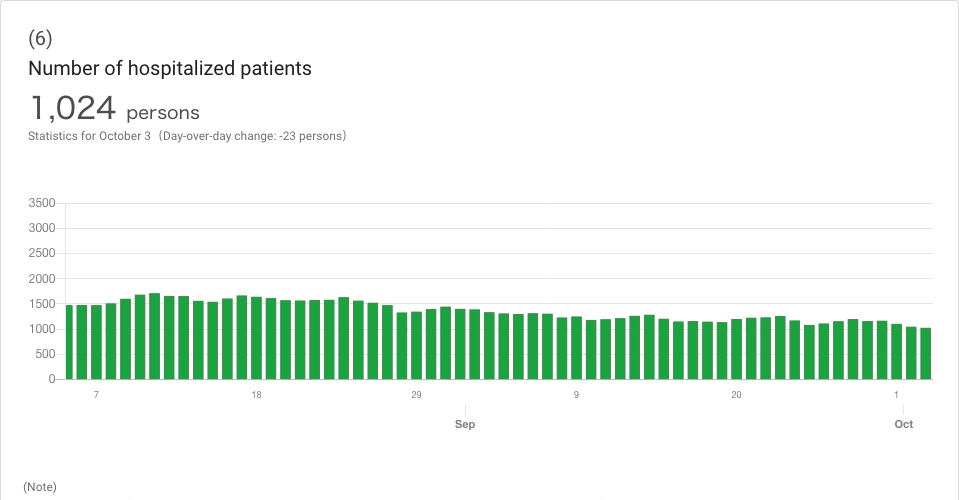 (6)
Number of hospitalized patients
1,024 persons
Statistics for October 3（Day-over-day change: -23 persons）
3500
3000
2500
2000
1500
1000
500
0
7 18 29 9 20 1
Sep Oct
(Note)